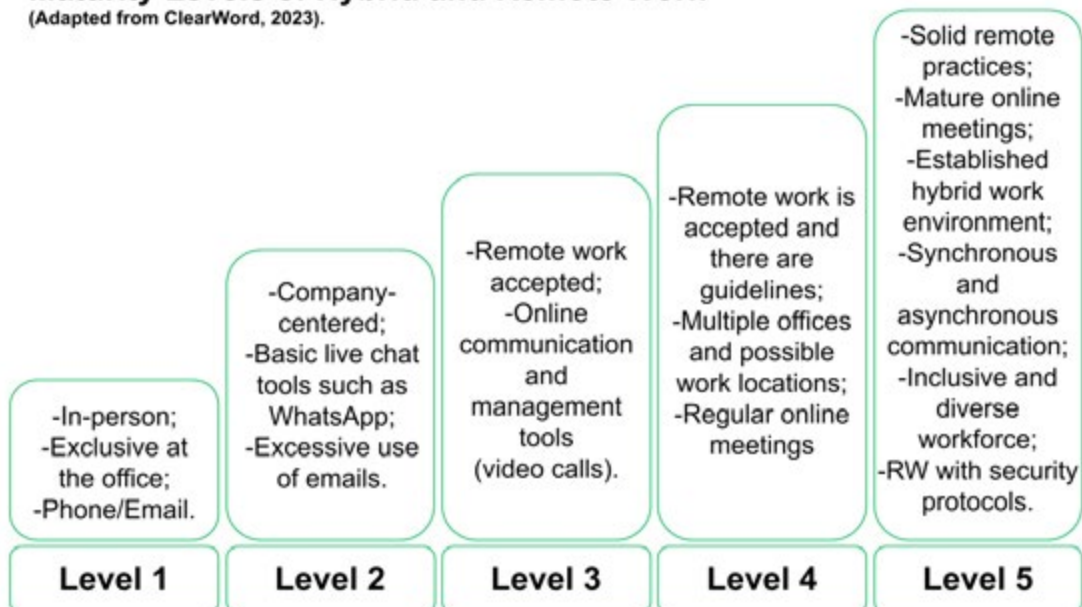 (Adapted from ClearWord, 2023).
-In-person;
-Exclusive at
the office;
-Phone/Email.
Level 1
-Company-
centered;
-Basic live chat
tools such as
WhatsApp;
-Excessive use
of emails.
Level 2
-Remote work
accepted;
-Online
communication
and
management
tools
(video calls).
Level 3
-Remote work is
accepted and
there are
guidelines;
-Multiple offices
and possible
work locations;
-Regular online
meetings
Level 4
-Solid remote
practices;
-Mature online
meetings;
-Established
hybrid work
environment;
-Synchronous
and
asynchronous
communication;
-Inclusive and
diverse
workforce;
-RW with security
protocols.
Level 5